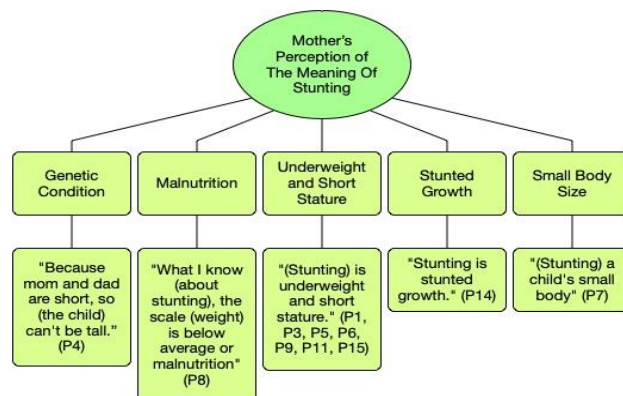 Mother's
Perception of
The Meaning Of
Stunting
Genetic
Condition
Malnutrition
Underweight
and Short
Stature
Stunted
Growth
Small Body
Size
"Because
mom and dad
are short, so
(the child)
can't be tall.”
(P4)
"What I know
(about
stunting), the
scale (weight)
is below
average or
malnutrition"
(P8)
"(Stunting) is
underweight
and short
stature." (P1,
P3, P5, P6,
P9, P11, P15)
"Stunting is
stunted
growth." (P14)
"(Stunting) a
child's small
body" (P7)